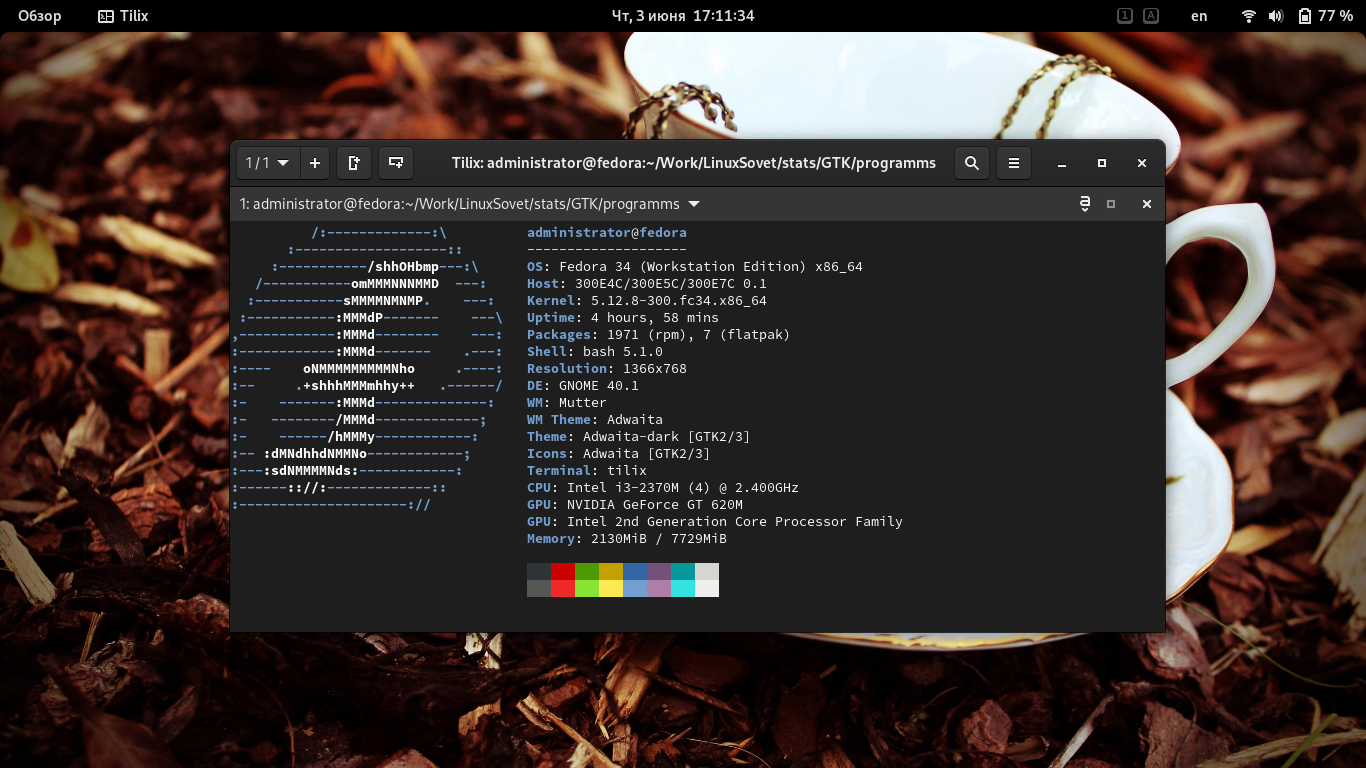 Обзор Tilix Чт, 3 июня 17:11:34 1 A en 77 %
1 / 1 Tilix: administrator@fedora:~/Work/LinuxSovet/stats/GTK/programms
1: administrator@fedora:~/Work/LinuxSovet/stats/GTK/programms a
/:-------------:\ administrator@fedora
:-------------------:: --------------------
:-----------/shhOHbmp---:\ OS: Fedora 34 (Workstation Edition) x86_64
/-----------omMMMNNNMMD ---: Host: 300E4C/300E5C/300E7C 0.1
:-----------sMMMMNMNMP. ---: Kernel: 5.12.8-300.fc34.x86_64
:-----------:MMMdP------- ---\ Uptime: 4 hours, 58 mins
,------------:MMMd-------- ---: Packages: 1971 (rpm), 7 (flatpak)
:------------:MMMd------- .---: Shell: bash 5.1.0
:---- oNMMMMMMMMMNho .----: Resolution: 1366x768
:-- .+shhhMMMmhhy++ .------/ DE: GNOME 40.1
:- -------:MMMd--------------: WM: Mutter
:- --------/MMMd-------------; WM Theme: Adwaita
:- ------/hMMMy------------: Theme: Adwaita-dark [GTK2/3]
:-- :dMNdhhdNMMNo------------; Icons: Adwaita [GTK2/3]
:---:sdNMMMMNds:------------: Terminal: tilix
:------:://:-------------:: CPU: Intel i3-2370M (4) @ 2.400GHz
:---------------------:// GPU: NVIDIA GeForce GT 620M
GPU: Intel 2nd Generation Core Processor Family
Memory: 2130MiB / 7729MiB